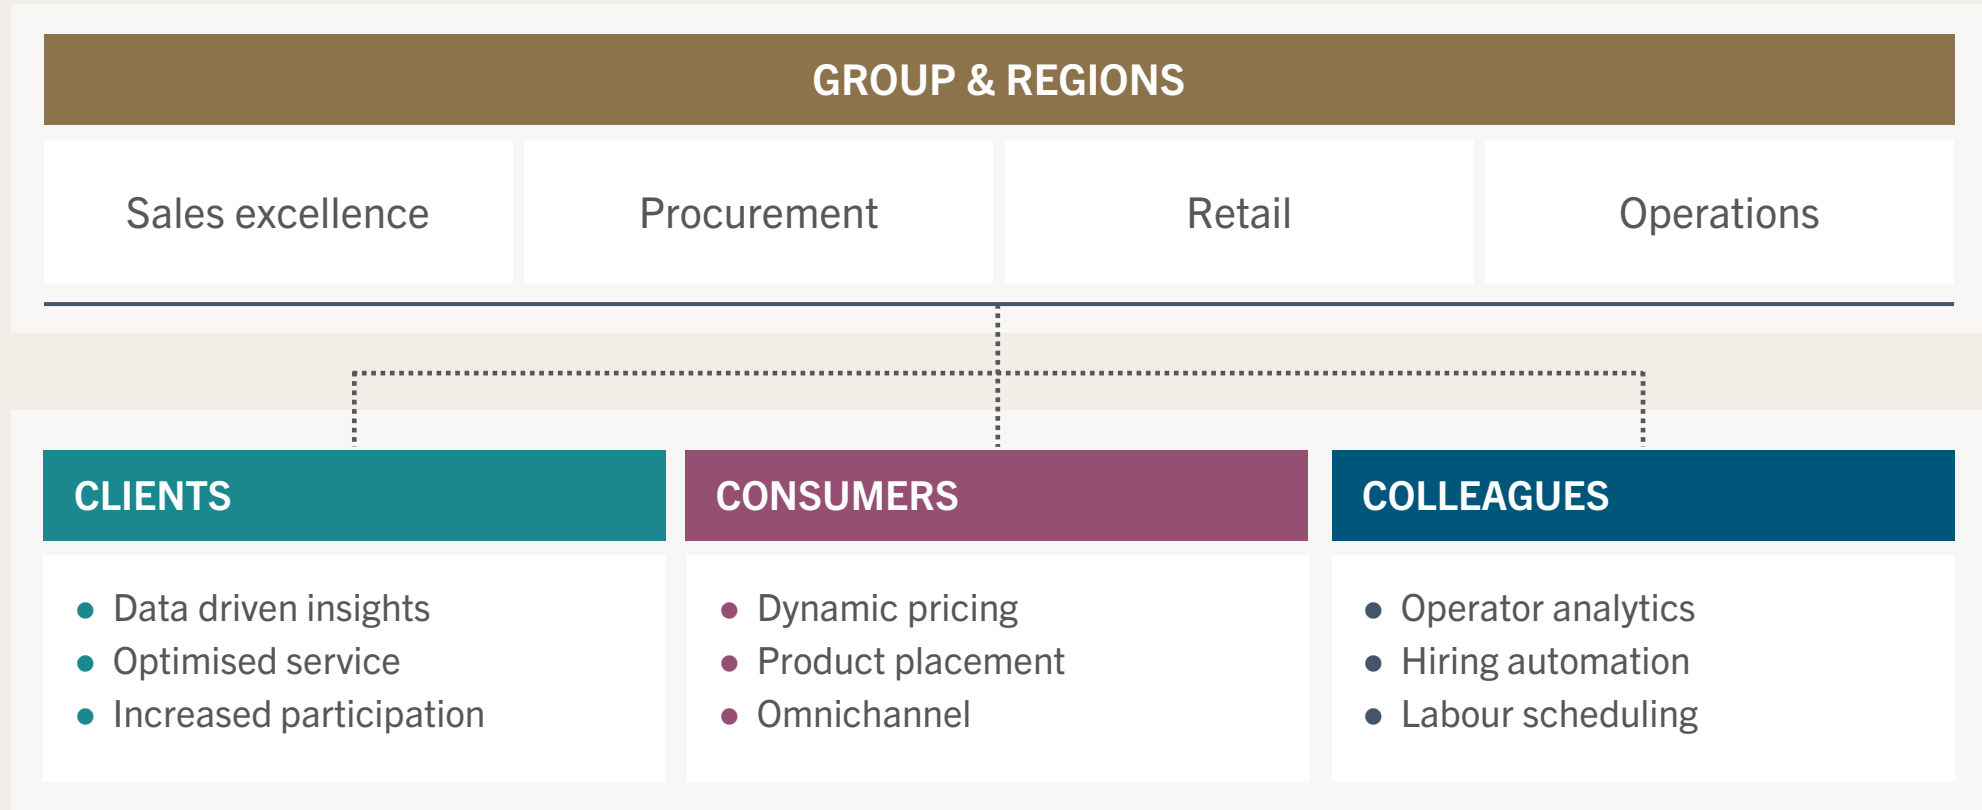 GROUP & REGIONS
Sales excellence
Procurement
Retail
Operations
CLIENTS
Data driven insights
Optimised service
Increased participation
CONSUMERS
Dynamic pricing
Product placement
Omnichannel
COLLEAGUES
Operator analytics
Hiring automation
Labour scheduling